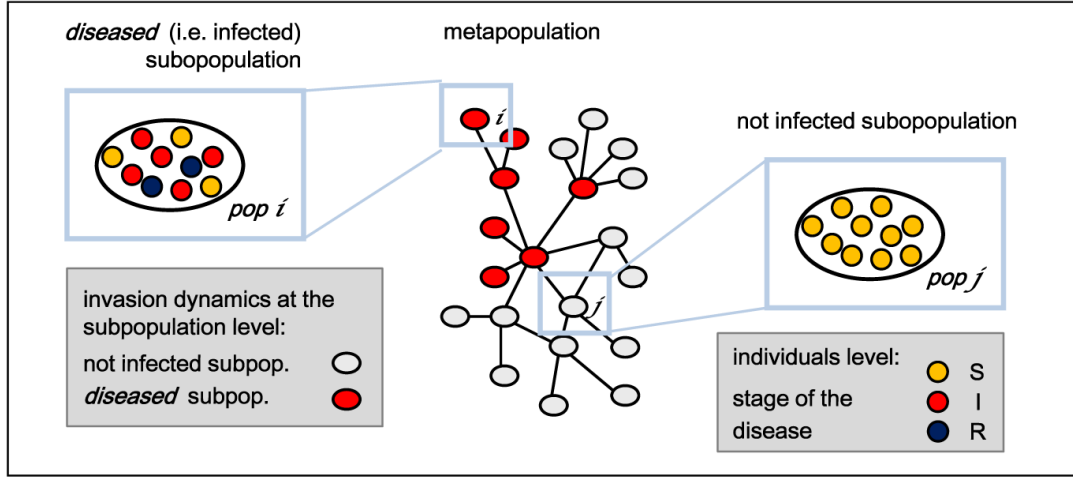 diseased (i.e. infected)
subopopulation
metapopulation
i
not infected subopopulation
pop i
j
pop j
invasion dynamics at the
subpopulation level:
not infected subpop.
diseased subpop.
individuals level:
S
stage of the
I
disease
R